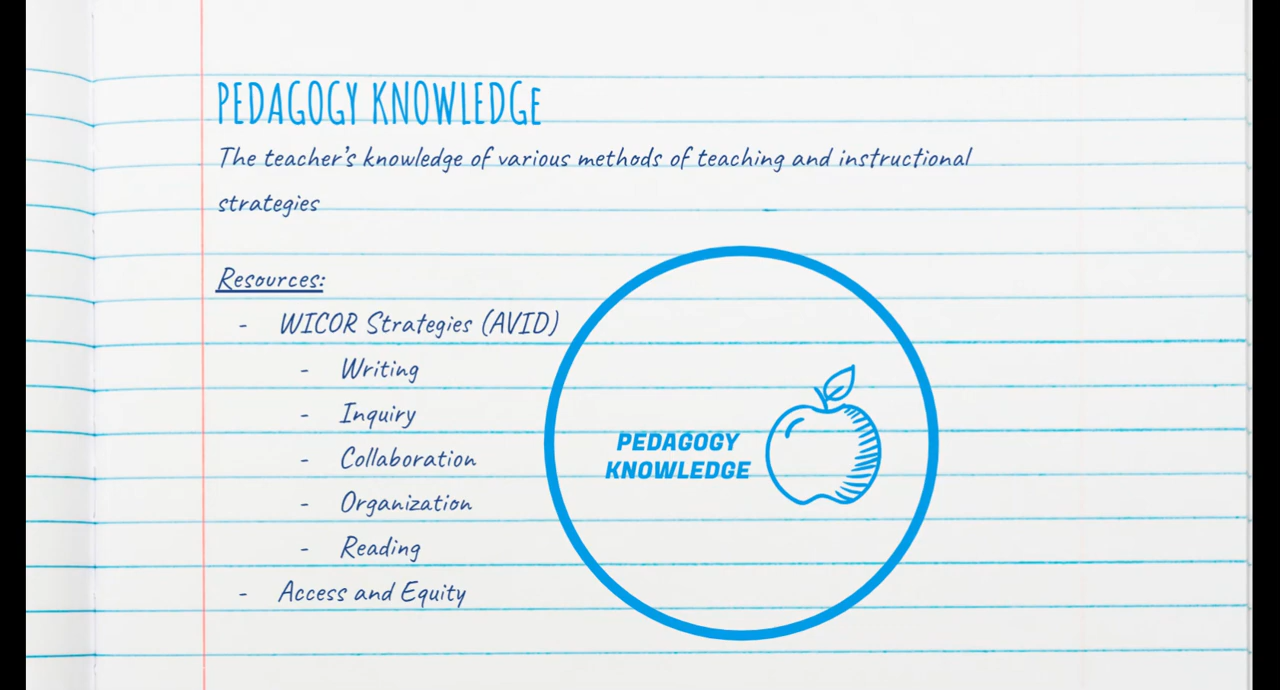 PEDAGOGY KNOWLEDGE
The teacher's knowledge of various methods of teaching and instructional
strategies
Resources:
- WICOR Strategies (AVID)
- Writing
- Inquiry
- Collaboration
- Organization
- Reading
- Access and Equity
PEDAGOGY
KNOWLEDGE